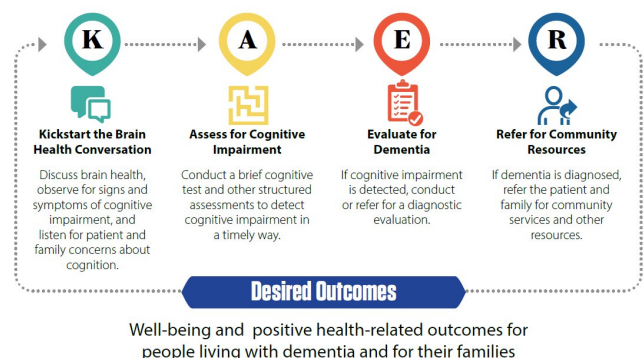 K
A
E
R
Kickstart the Brain
Health Conversation
Discuss brain health,
observe for signs and
symptoms of cognitive
impairment, and
listen for patient and
family concerns about
cognition.
Assess for Cognitive
Impairment
Conduct a brief cognitive
test and other structured
assessments to detect
cognitive impairment in
a timely way.
Evaluate for
Dementia
If cognitive impairment
is detected, conduct
or refer for a diagnostic
evaluation.
Refer for Community
Resources
If dementia is diagnosed,
refer the patient and
family for community
services and other
resources.
Desired Outcomes
Well-being and positive health-related outcomes for
people living with dementia and for their families